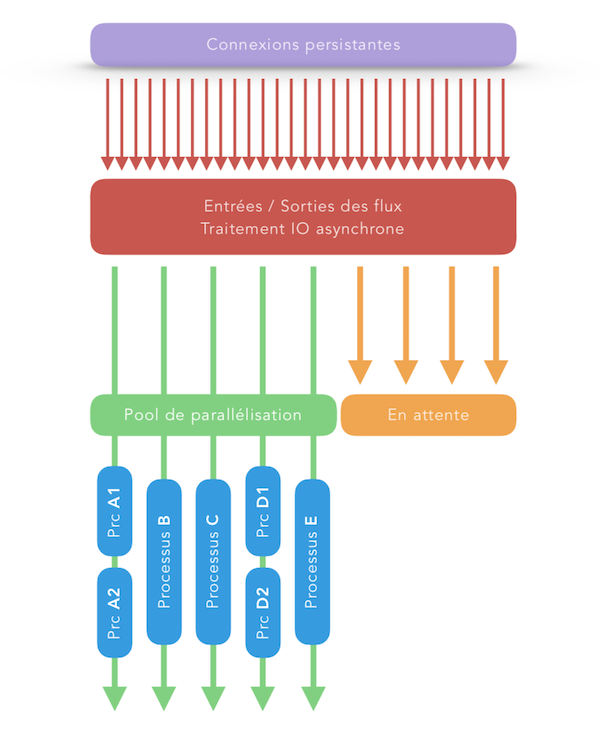 Connexions persistantes
Entrées / Sorties des flux
Traitement IO asynchrone
Pool de parallélisation
En attente
Prc A1
Processus B
Processus C
Prc D1
Processus E
Prc A2
Prc D2